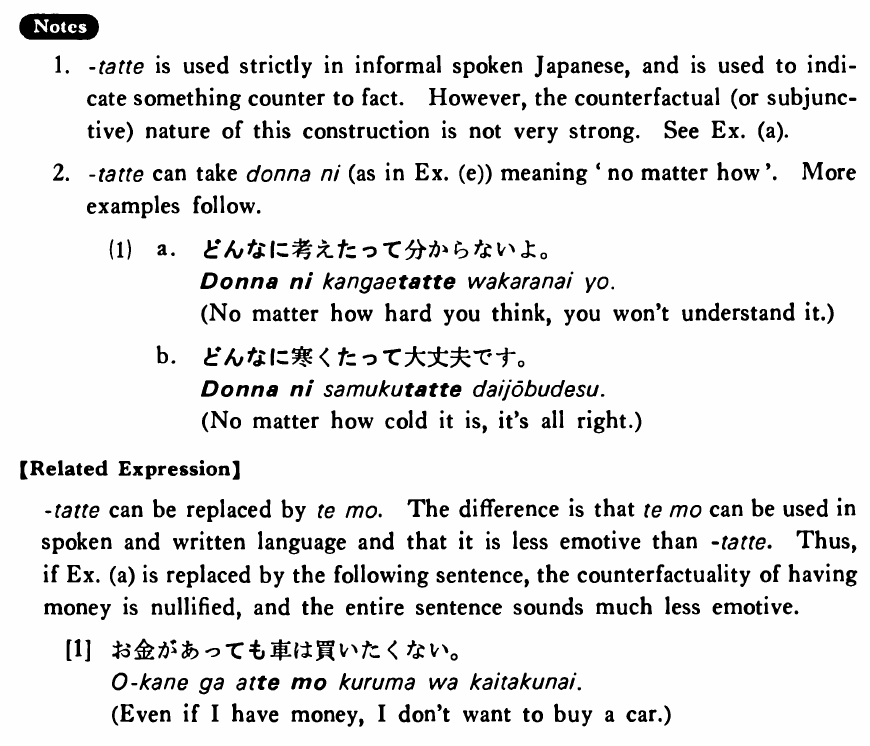 Notes
1. -tatte is used strictly in informal spoken Japanese, and is used to indi-
cate something counter to fact. However, the counterfactual (or subjunc-
tive) nature of this construction is not very strong. See Ex. (a).
2. -tatte can take donna ni (as in Ex. (e)) meaning ‘no matter how’. More
examples follow.
(1) a. どんなに考えたって分からないよ。
Donna ni kangaetatte wakaranai yo.
(No matter how hard you think, you won't understand it.)
b. どんなに寒くたって大丈夫です。
Donna ni samukutatte daijōbudesu.
(No matter how cold it is, it's all right.)
【Related Expression】
-tatte can be replaced by te mo. The difference is that te mo can be used in
spoken and written language and that it is less emotive than -tatte. Thus,
if Ex. (a) is replaced by the following sentence, the counterfactuality of having
money is nullified, and the entire sentence sounds much less emotive.
[1] お金があっても車は買いたくない。
O-kane ga atte mo kuruma wa kaitakunai.
(Even if I have money, I don't want to buy a car.)